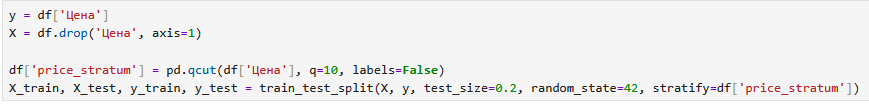 y = df['Цена']
X = df.drop('Цена', axis=1)
df['price_stratum'] = pd.qcut(df['Цена'], q=10, labels=False)
X_train, X_test, y_train, y_test = train_test_split(X, y, test_size=0.2, random_state=42, stratify=df['price_stratum'])